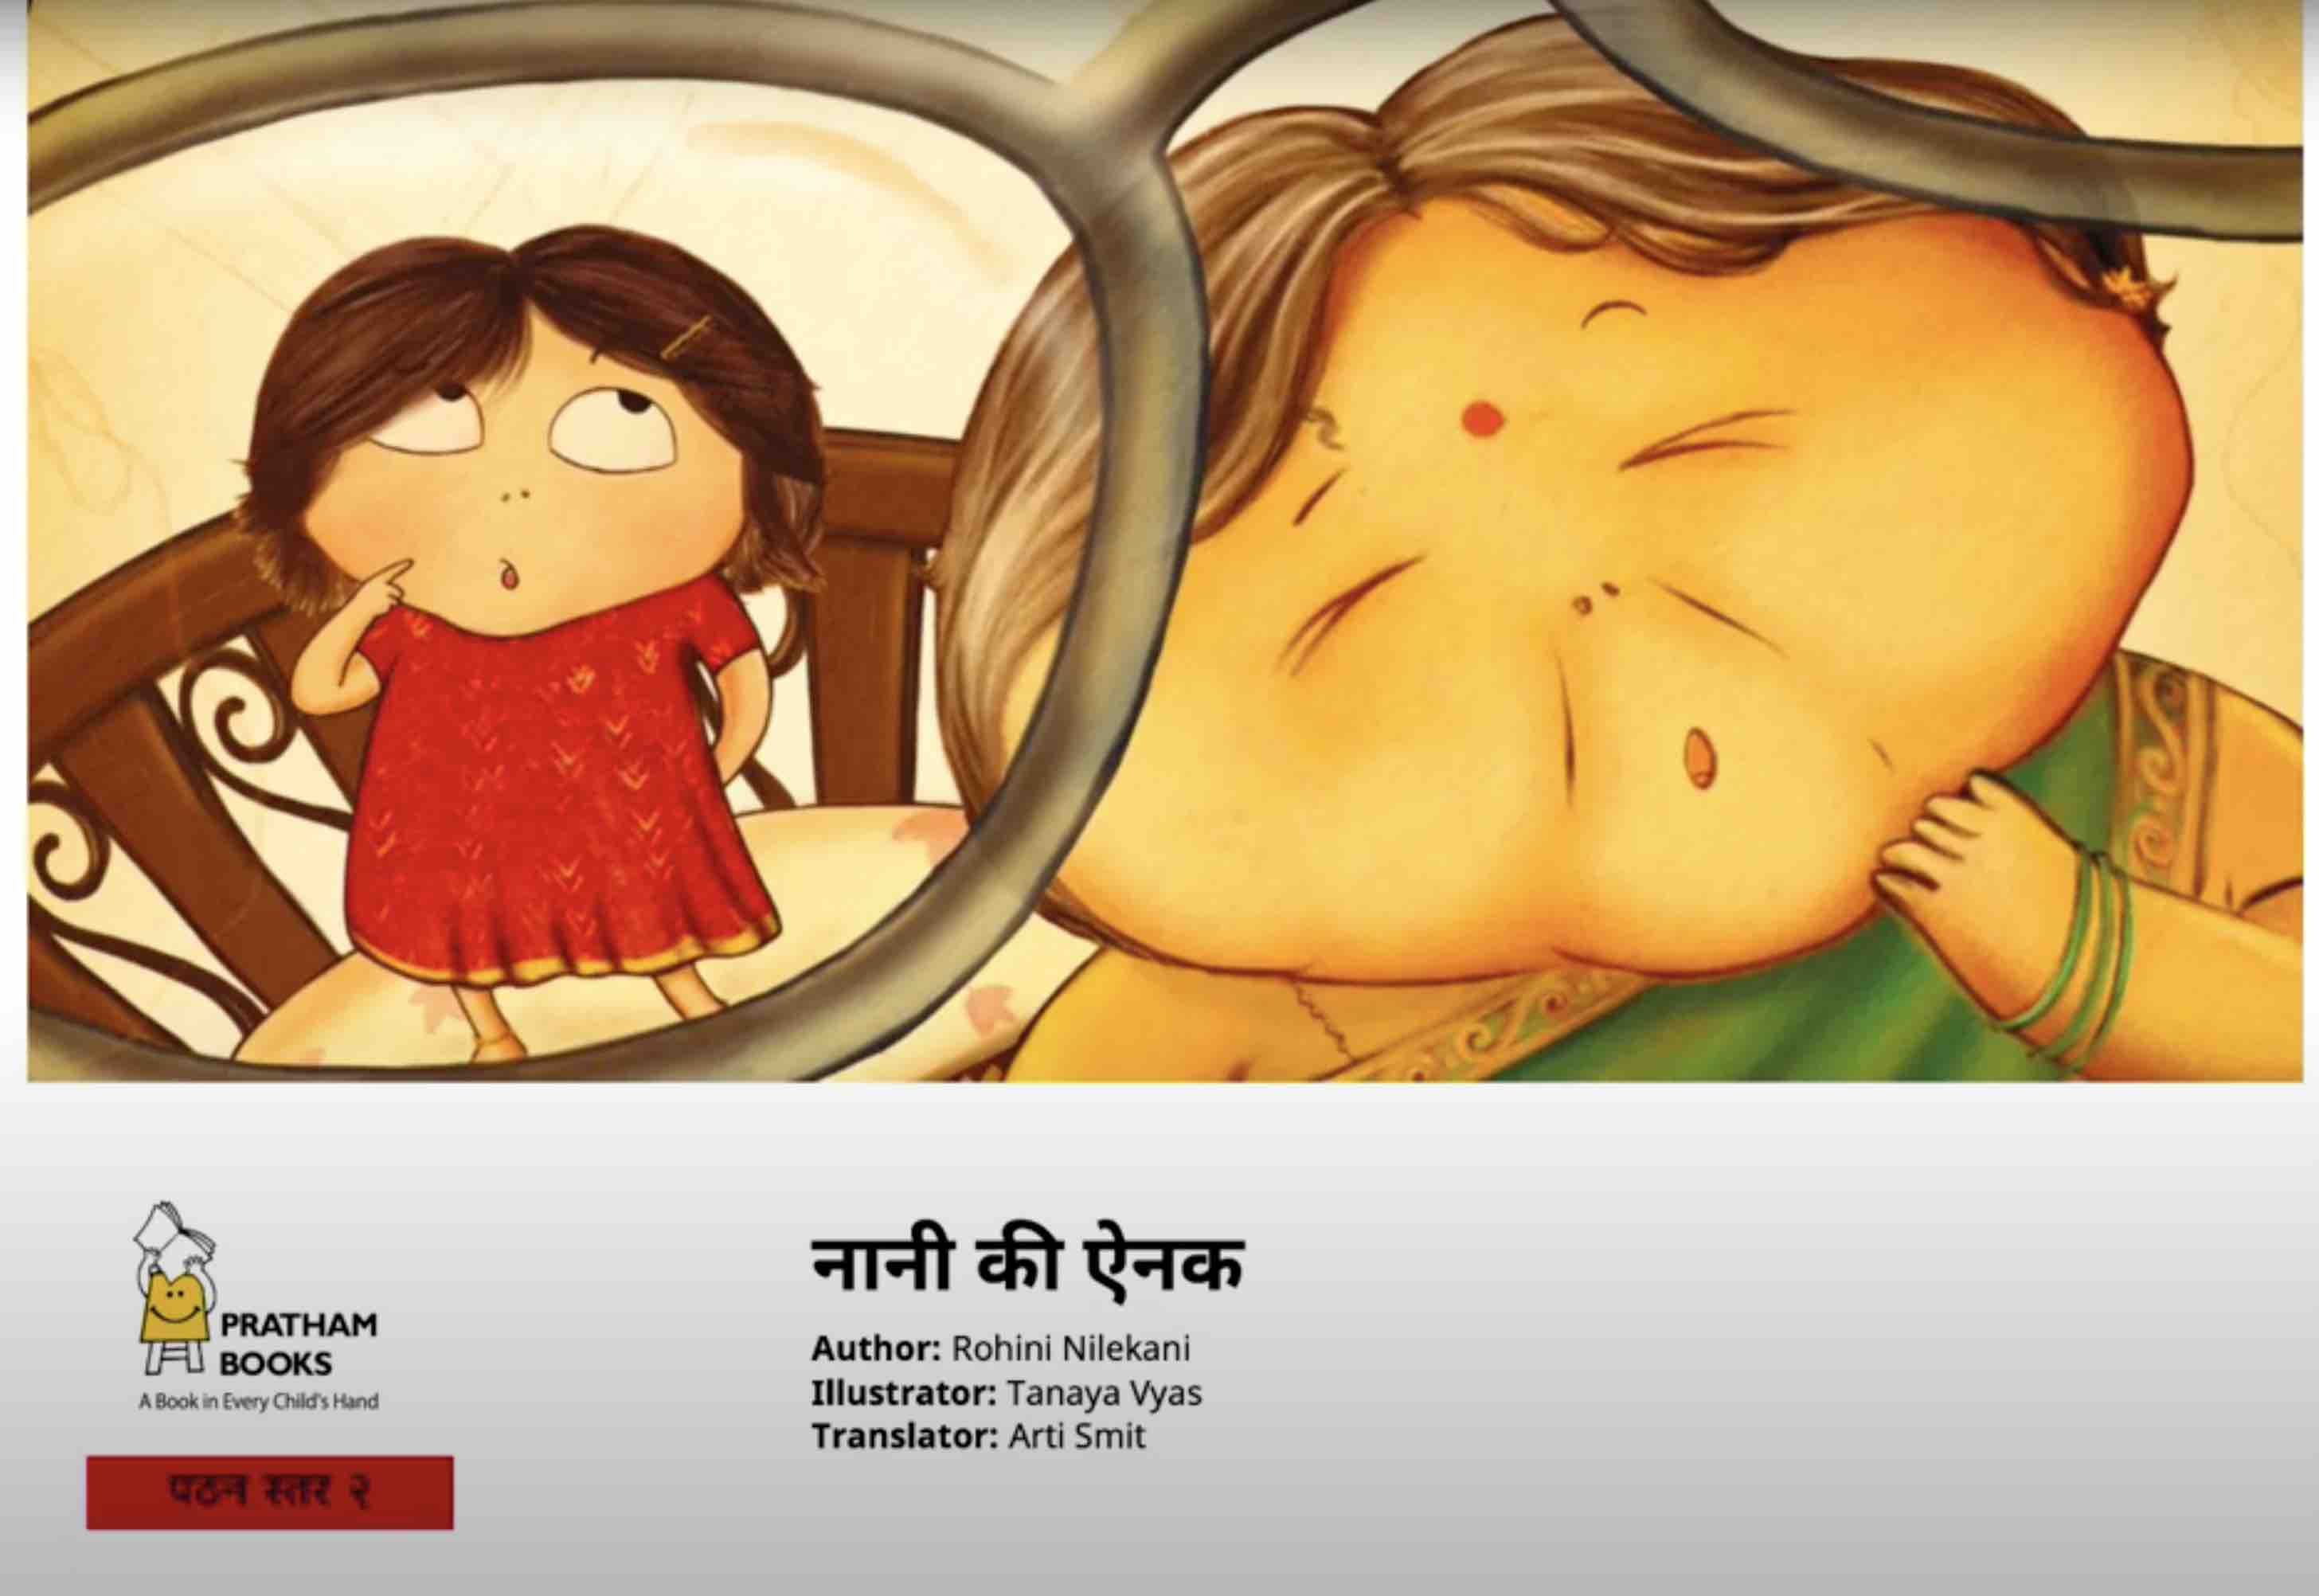 PRATHAM
BOOKS
A Book in Every Child's Hand
पठन स्तर २
नानी की ऐनक
Author: Rohini Nilekani
Illustrator: Tanaya Vyas
Translator: Arti Smit